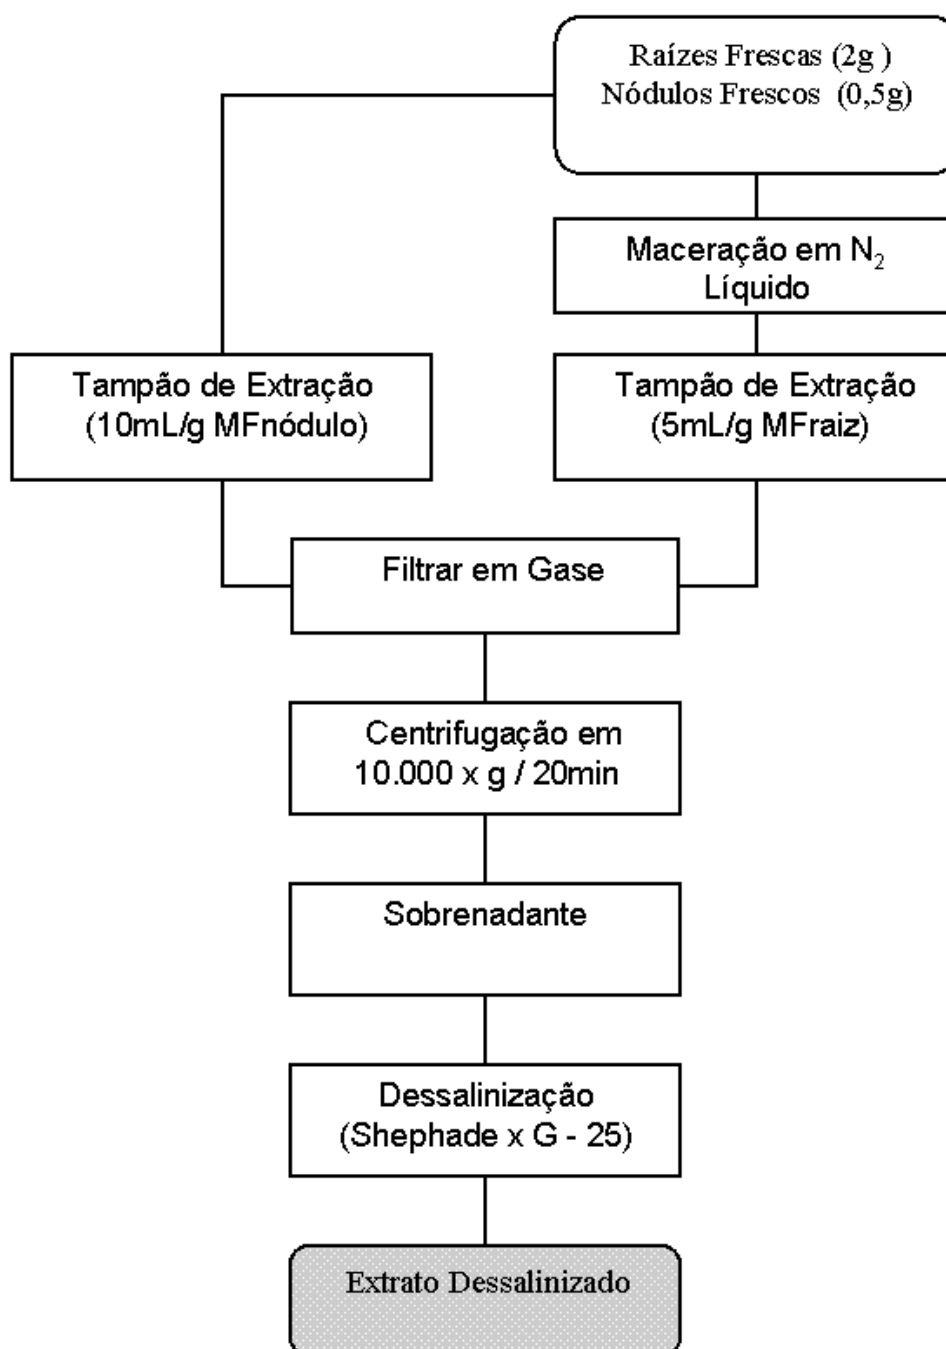 Raízes Frescas (2g )
Nódulos Frescos (0,5g)
Maceração em N₂
Líquido
Tampão de Extração
(10mL/g MFnódulo)
Tampão de Extração
(5mL/g MFraiz)
Filtrar em Gase
Centrifugação em
10.000 x g / 20min
Sobrenadante
Dessalinização
(Shephade x G - 25)
Extrato Dessalinizado